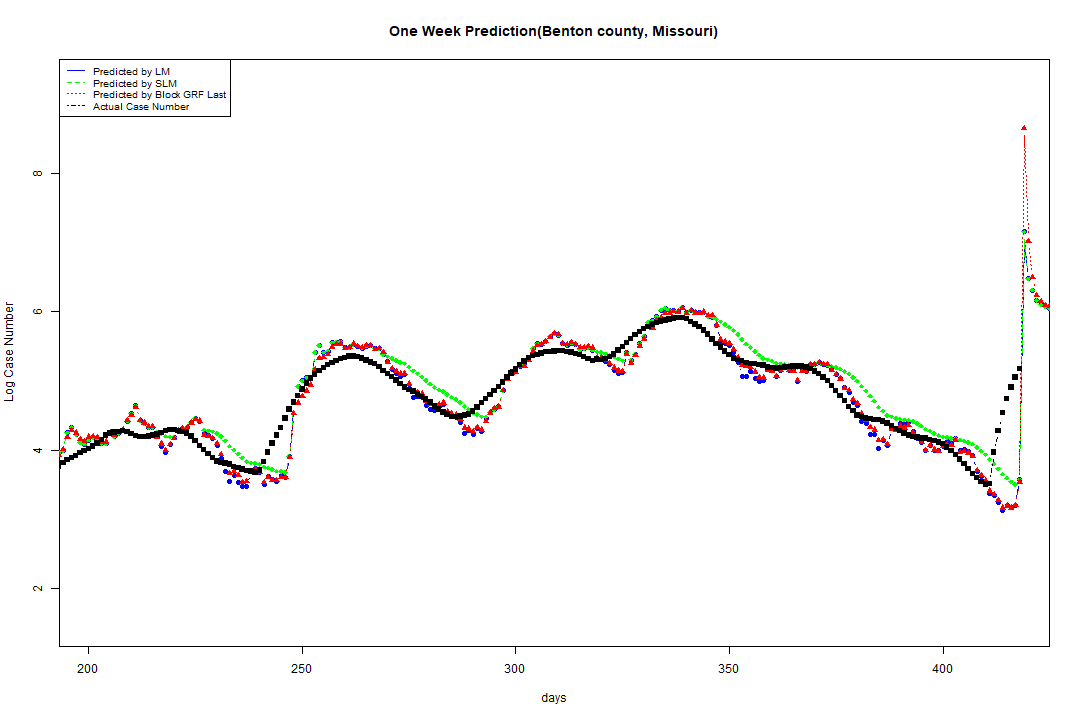 One Week Prediction(Benton county, Missouri)
Predicted by LM
Predicted by SLM
Predicted by Block GRF Last
Actual Case Number
Log Case Number
8
6
4
2
200 250 300 350 400
days